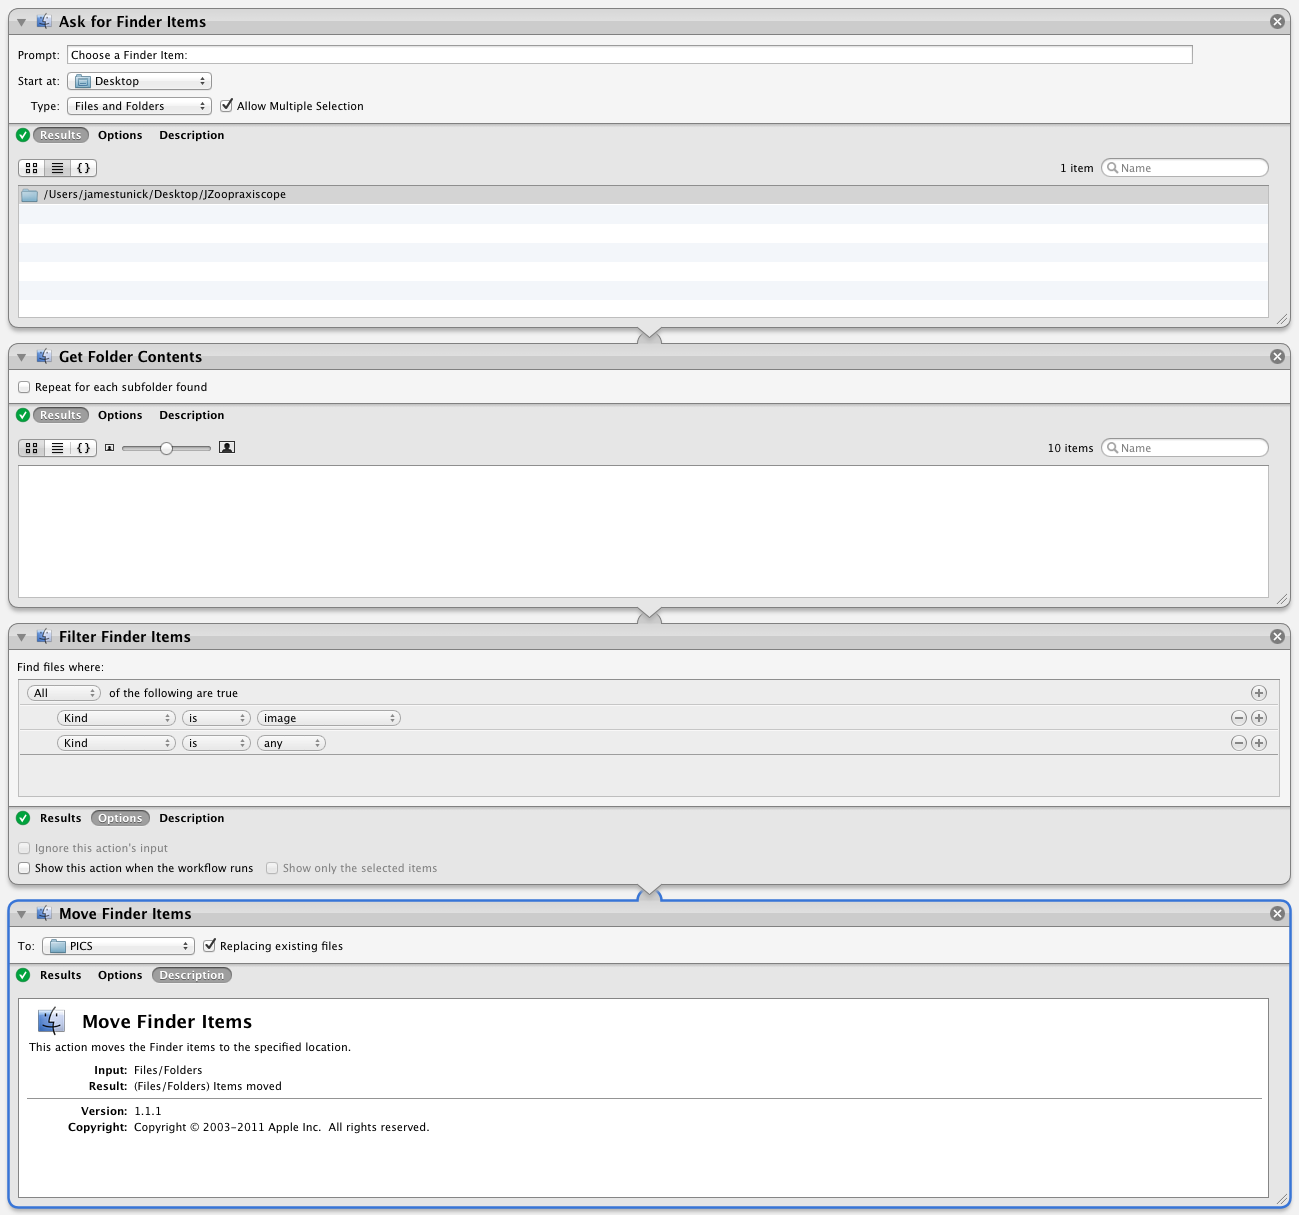 Ask for Finder Items
Prompt: Choose a Finder Item:
Start at: Desktop
Type: Files and Folders Allow Multiple Selection
Results Options Description
1 item Name
/Users/jamestunick/Desktop/JZoopraxiscope
Get Folder Contents
Repeat for each subfolder found
Results Options Description
{} 10 items Name
Filter Finder Items
Find files where:
All of the following are true
Kind is image
Kind is any
Results Options Description
Ignore this action's input
Show this action when the workflow runs Show only the selected items
Move Finder Items
To: PICS Replacing existing files
Results Options Description
Move Finder Items
This action moves the Finder items to the specified location.
Input: Files/Folders
Result: (Files/Folders) Items moved
Version: 1.1.1
Copyright: Copyright © 2003-2011 Apple Inc. All rights reserved.